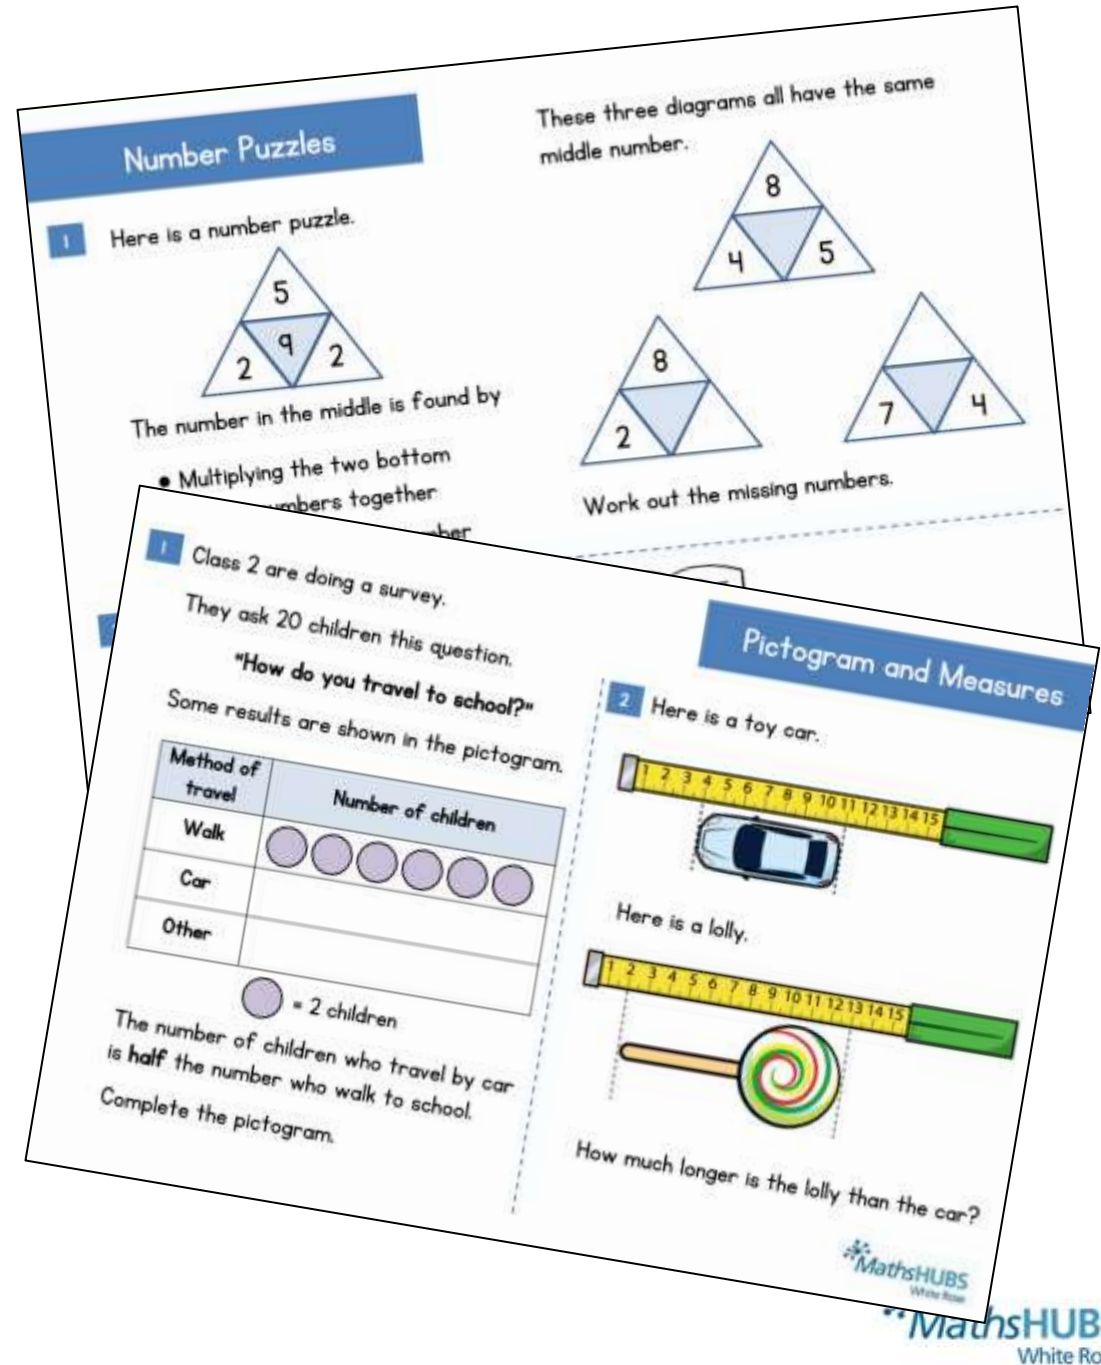 Number Puzzles
1
Here is a number puzzle.
5
9
2
2
The number in the middle is found by
• Multiplying the two bottom
together
These three diagrams all have the same
middle number.
8
4
5
8
2
7
4
Work out the missing numbers.
1
Class 2 are doing a survey.
They ask 20 children this question.
"How do you travel to school?"
Some results are shown in the pictogram.
Method of
travel
Number of children
Walk
Car
Other
= 2 children
The number of children who travel by car
is half the number who walk to school.
Complete the pictogram.
Pictogram and Measures
2
Here is a toy car.
1 2 3 4 5 6 7 8 9 10 11 12 13 14 15
Here is a lolly.
1 2 3 4 5 6 7 8 9 10 11 12 13 14 15
How much longer is the lolly than the car?
MathsHUBS
White Rose
MathsHUB
White Ro